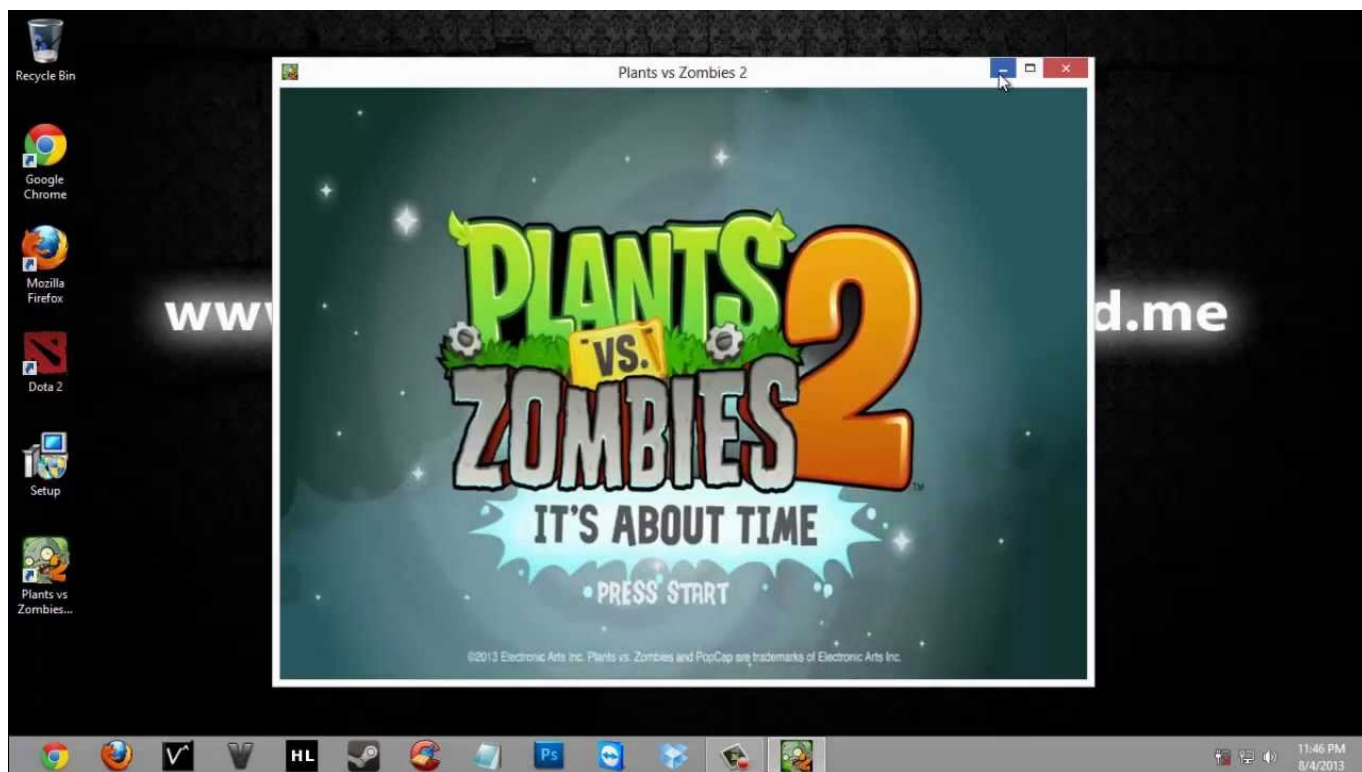 Recycle Bin
Google
Chrome
Mozilla
Firefox
Dota 2
Setup
Plants vs
Zombies...
www
d.me
Plants vs Zombies 2
PLANTS
VS.
ZOMBIES
2
TM
IT'S ABOUT TIME
PRESS START
©2013 Electronic Arts Inc. Plants vs. Zombies and PopCap are trademarks of Electronic Arts Inc.
HL
Ps
11:46 PM
8/4/2013